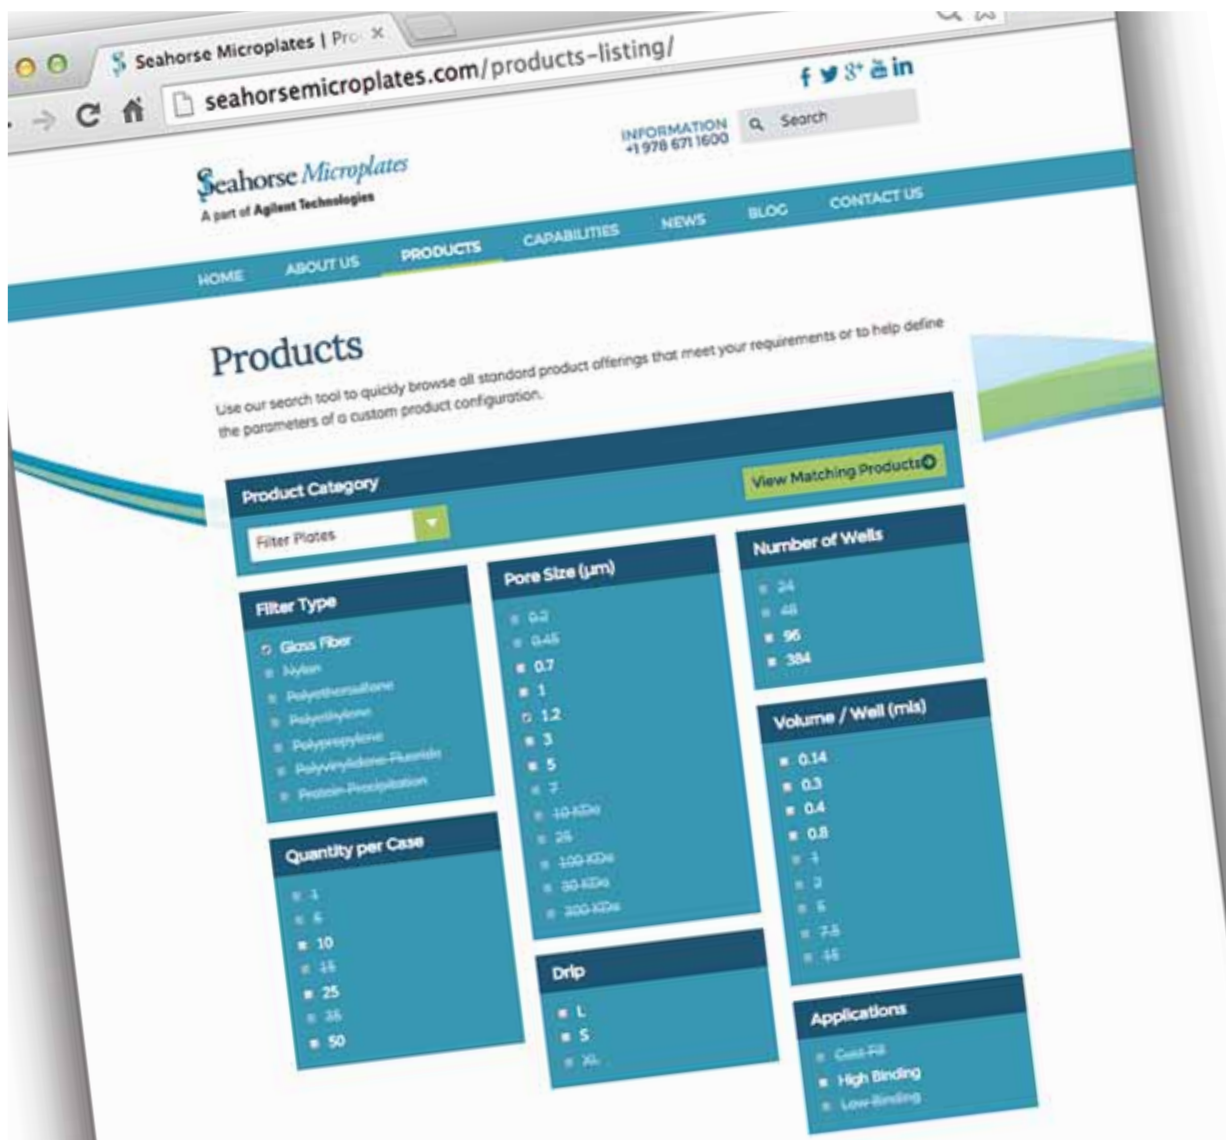 Seahorse Microplates | Pro
seahorsemicroplates.com/products-listing/
INFORMATION
+1 978 671 1600
Search
Seahorse Microplates
A part of Agilent Technologies
HOME ABOUT US PRODUCTS CAPABILITIES NEWS BLOG CONTACT US
Products
Use our search tool to quickly browse all standard product offerings that meet your requirements or to help define
the parameters of a custom product configuration.
Product Category
Filter Plates
View Matching Products
Filter Type
Glass Fiber
Nylon
Polyethersulfone
Polyethylene
Polypropylene
Polyvinylidene Fluoride
Protein Precipitation
Quantity per Case
1
5
10
15
25
35
50
Pore Size (µm)
0.2
0.45
0.7
1
1.2
3
5
7
10 KDa
25
100 KDa
30 KDa
300 KDa
Drip
L
S
XL
Number of Wells
24
48
96
384
Volume / Well (mls)
0.14
0.3
0.4
0.8
1
2
5
7.5
15
Applications
High Binding
Low Binding